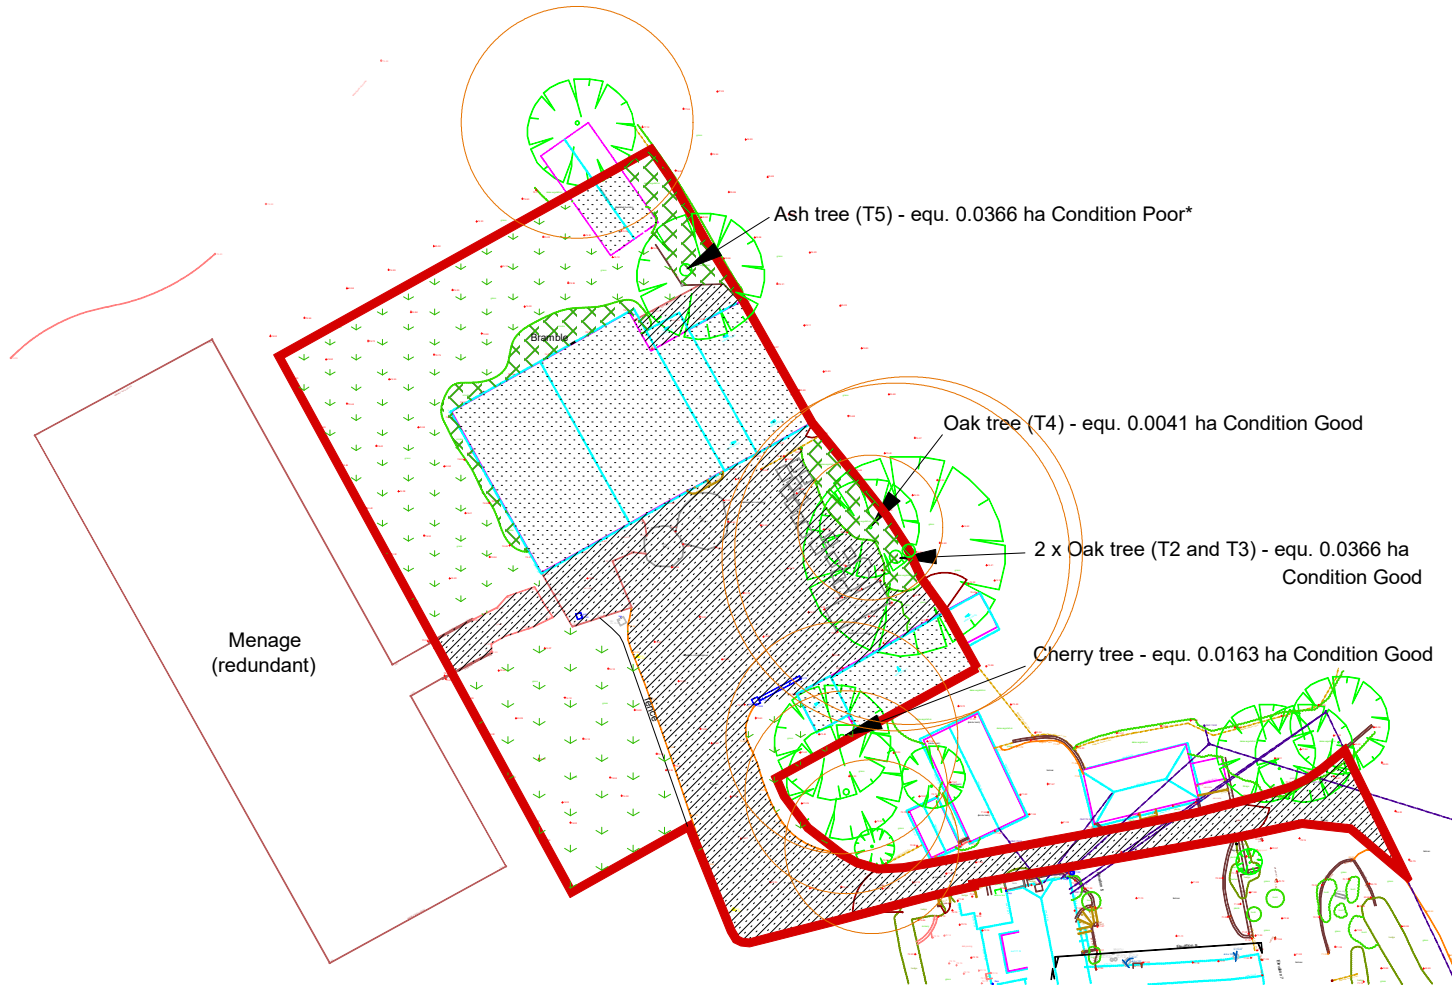 Ash tree (T5) - equ. 0.0366 ha Condition Poor*
Bramble
Oak tree (T4) - equ. 0.0041 ha Condition Good
2 x Oak tree (T2 and T3) - equ. 0.0366 ha
Condition Good
Menage
(redundant)
Cherry tree - equ. 0.0163 ha Condition Good
fence